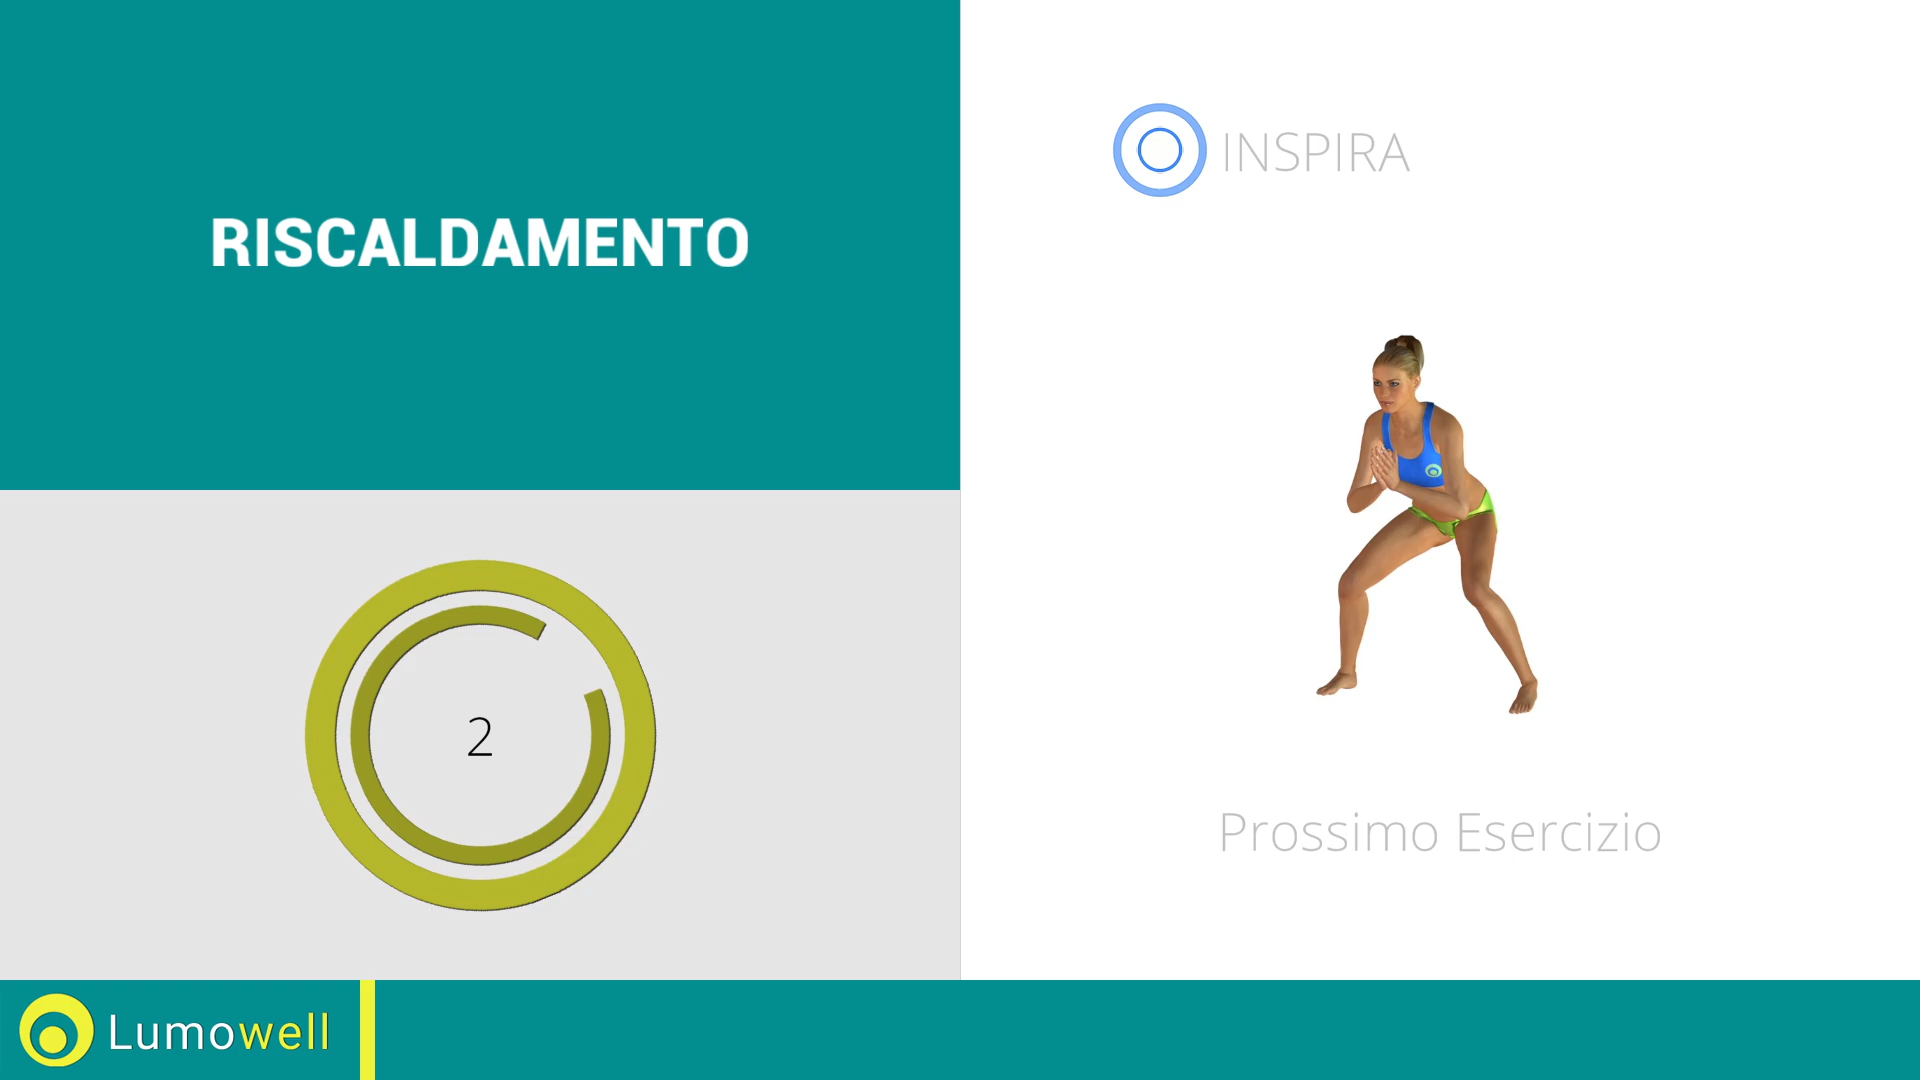 RISCALDAMENTO
INSPIRA
2
Prossimo Esercizio
Lumowell